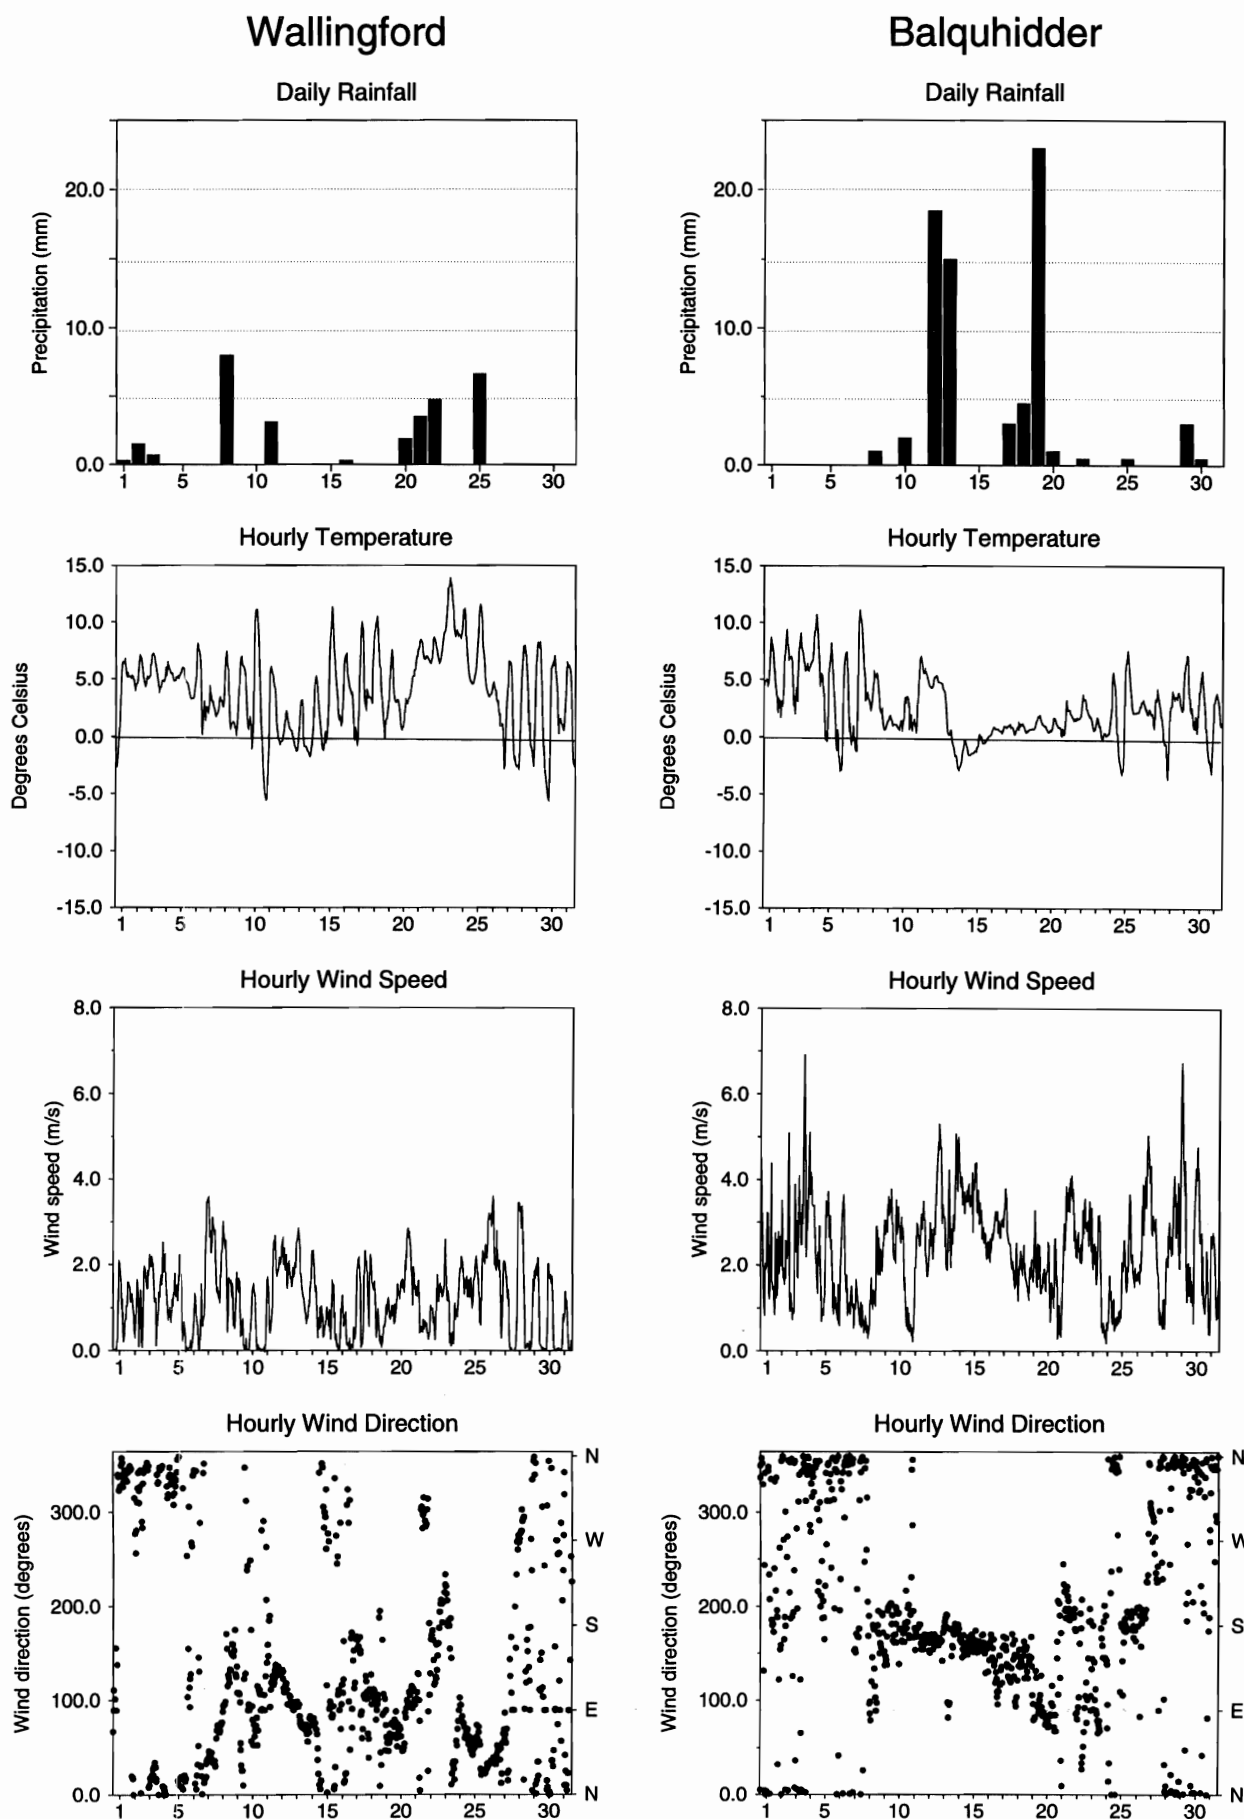 Wallingford
Balquhidder
Daily Rainfall
Daily Rainfall
Precipitation (mm)
20.0
10.0
0.0
1 5 10 15 20 25 30
Precipitation (mm)
20.0
10.0
0.0
1 5 10 15 20 25 30
Hourly Temperature
Hourly Temperature
Degrees Celsius
15.0
10.0
5.0
0.0
-5.0
-10.0
-15.0
1 5 10 15 20 25 30
Degrees Celsius
15.0
10.0
5.0
0.0
-5.0
-10.0
-15.0
1 5 10 15 20 25 30
Hourly Wind Speed
Hourly Wind Speed
Wind speed (m/s)
8.0
6.0
4.0
2.0
0.0
1 5 10 15 20 25 30
Wind speed (m/s)
8.0
6.0
4.0
2.0
0.0
1 5 10 15 20 25 30
Hourly Wind Direction
Hourly Wind Direction
Wind direction (degrees)
300.0
200.0
100.0
0.0
N
W
S
E
N
1 5 10 15 20 25 30
Wind direction (degrees)
300.0
200.0
100.0
0.0
N
W
S
E
N
1 5 10 15 20 25 30